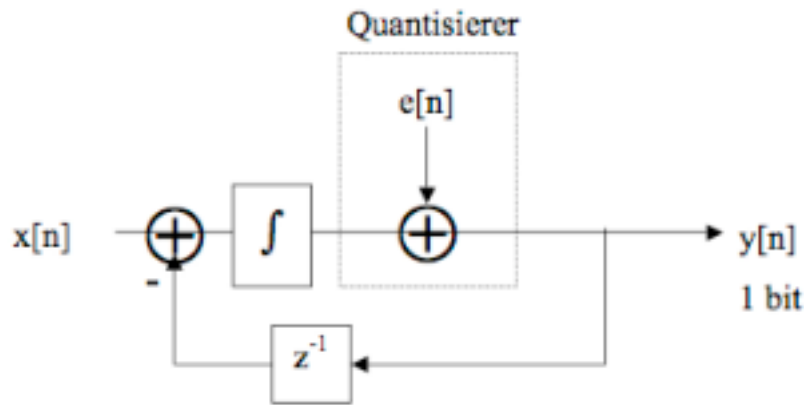 Quantisierer
e[n]
x[n]
-
∫
y[n]
1 bit
z⁻¹